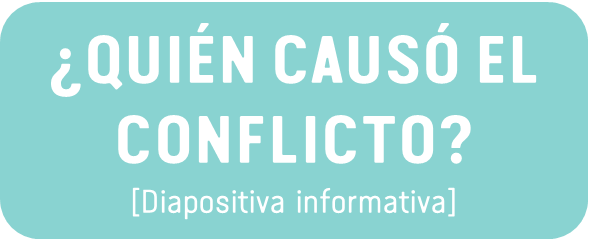 ¿QUIÉN CAUSÓ EL
CONFLICTO?
[Diapositiva informativa]